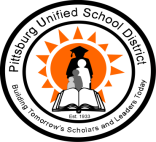 Pittsburg Unified School District
Est. 1933
Building Tomorrow's Scholars and Leaders Today